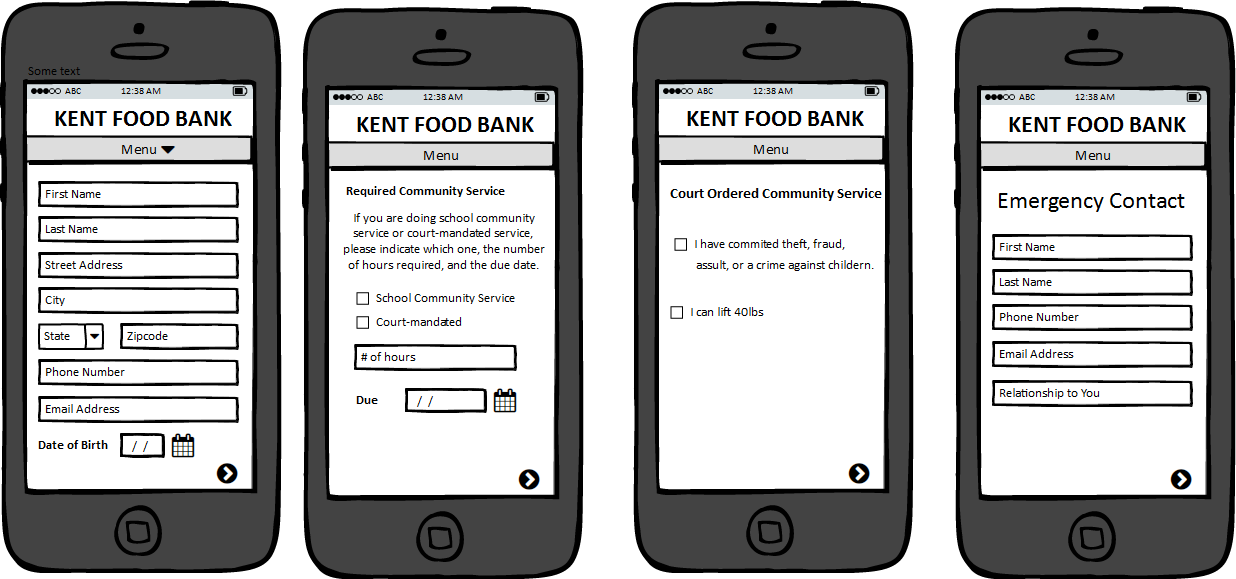 Some text
ABC 12:38 AM
KENT FOOD BANK
Menu
First Name
Last Name
Street Address
City
State Zipcode
Phone Number
Email Address
Date of Birth / /
ABC 12:38 AM
KENT FOOD BANK
Menu
Required Community Service
If you are doing school community
service or court-mandated service,
please indicate which one, the number
of hours required, and the due date.
School Community Service
Court-mandated
# of hours
Due / /
ABC 12:38 AM
KENT FOOD BANK
Menu
Court Ordered Community Service
I have commited theft, fraud,
assult, or a crime against childern.
I can lift 40lbs
ABC 12:38 AM
KENT FOOD BANK
Menu
Emergency Contact
First Name
Last Name
Phone Number
Email Address
Relationship to You